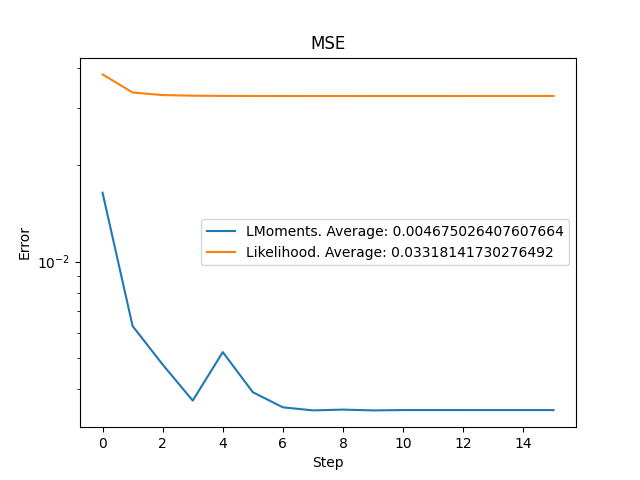 MSE
Error
10⁻²
LMoments. Average: 0.004675026407607664
Likelihood. Average: 0.03318141730276492
0 2 4 6 8 10 12 14
Step